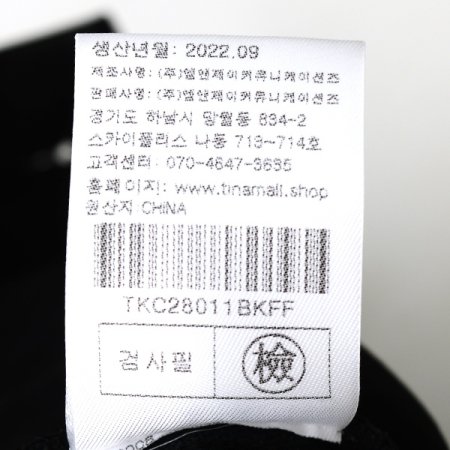 생산년월: 2022.09
제조사명: (주)엠앤제이커뮤니케이션즈
판매사명: (주)엠앤제이커뮤니케이션즈
경기도 하남시 망월동 834-2
스카이폴리스 나동 713-714호
고객센터: 070-4647-3695
홈페이지: www.tinamall.shop
원산지 CHINA
TKC28011BKFF
검사필 檢